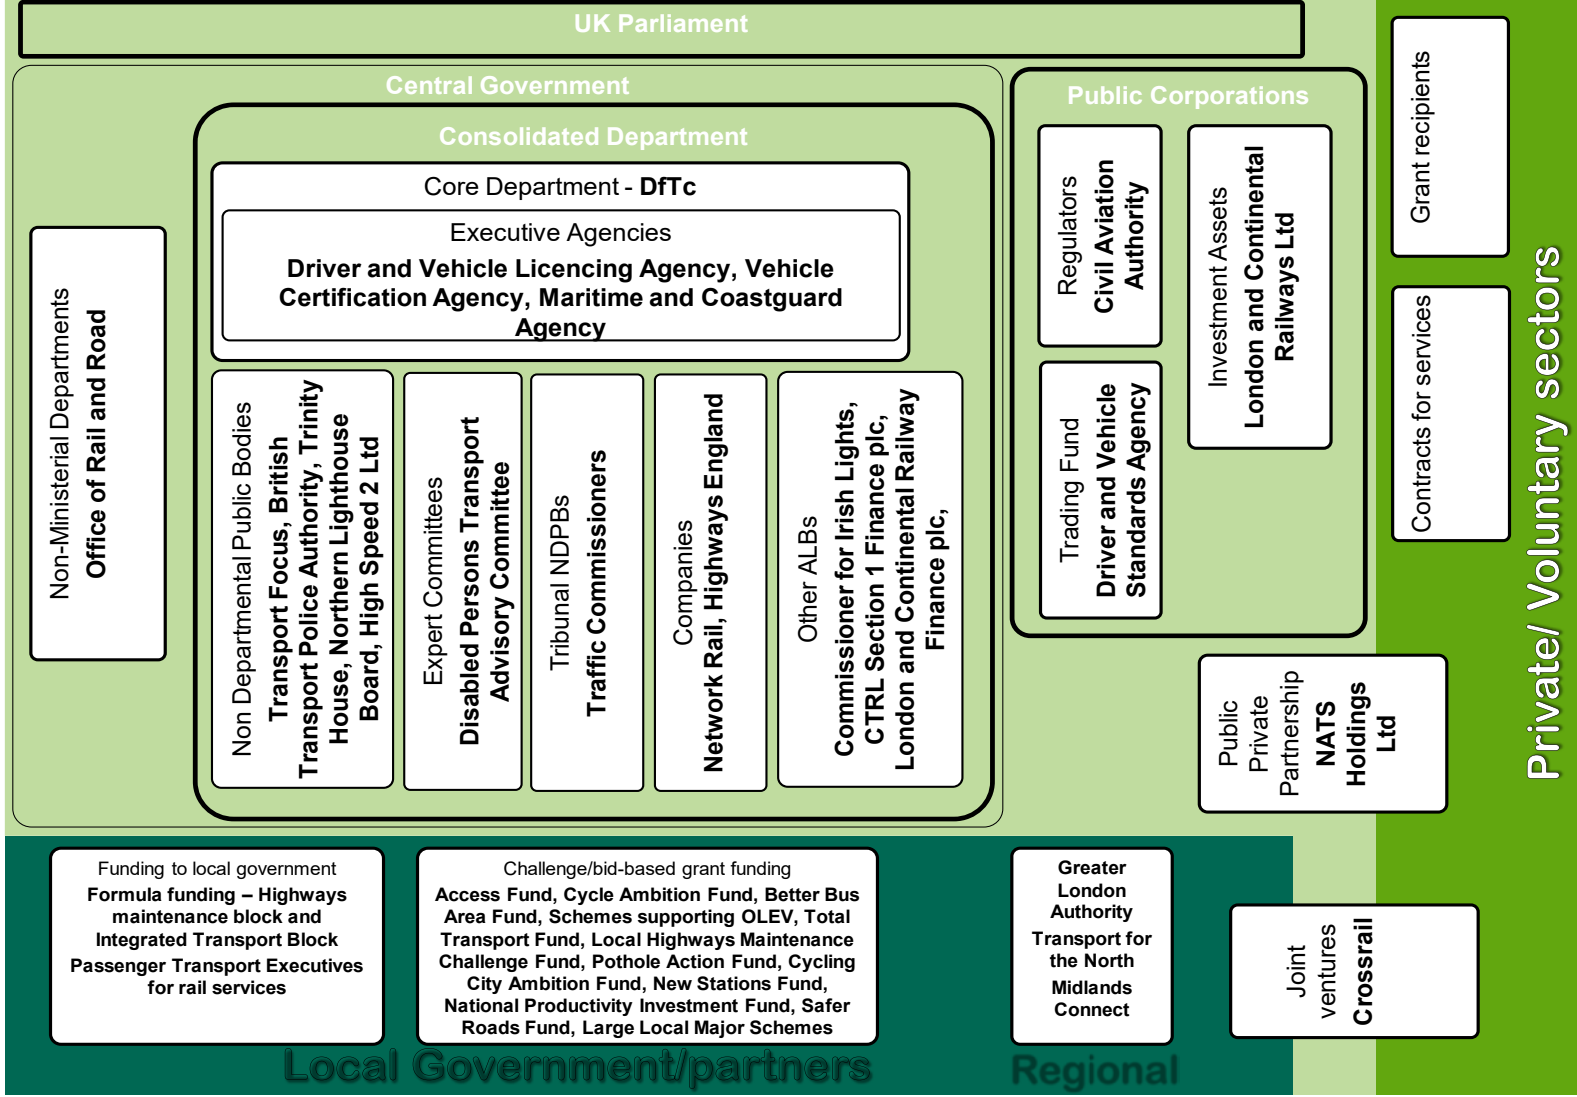 UK Parliament
Central Government
Consolidated Department
Core Department - DfTc
Executive Agencies
Driver and Vehicle Licencing Agency, Vehicle
Certification Agency, Maritime and Coastguard
Agency
Non-Ministerial Departments
Office of Rail and Road
Non Departmental Public Bodies
Transport Focus, British
Transport Police Authority, Trinity
House, Northern Lighthouse
Board, High Speed 2 Ltd
Expert Committees
Disabled Persons Transport
Advisory Committee
Tribunal NDPBs
Traffic Commissioners
Companies
Network Rail, Highways England
Other ALBs
Commissioner for Irish Lights,
CTRL Section 1 Finance plc,
London and Continental Railway
Finance plc,
Public Corporations
Regulators
Civil Aviation
Authority
Investment Assets
London and Continental
Railways Ltd
Trading Fund
Driver and Vehicle
Standards Agency
Grant recipients
Contracts for services
Private/ Voluntary sectors
Public
Private
Partnership
NATS
Holdings
Ltd
Funding to local government
Formula funding – Highways
maintenance block and
Integrated Transport Block
Passenger Transport Executives
for rail services
Challenge/bid-based grant funding
Access Fund, Cycle Ambition Fund, Better Bus
Area Fund, Schemes supporting OLEV, Total
Transport Fund, Local Highways Maintenance
Challenge Fund, Pothole Action Fund, Cycling
City Ambition Fund, New Stations Fund,
National Productivity Investment Fund, Safer
Roads Fund, Large Local Major Schemes
Greater
London
Authority
Transport for
the North
Midlands
Connect
Joint
ventures
Crossrail
Local Government/partners
Regional